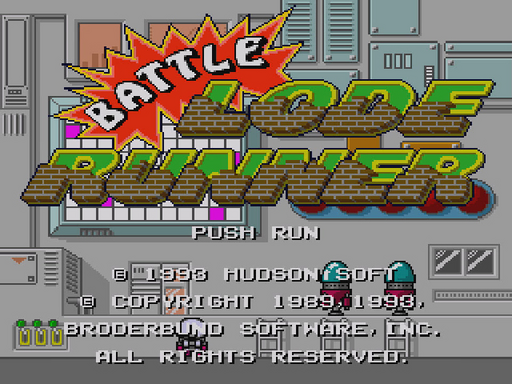 BATTLE
LODE
RUNNER
PUSH RUN
© 1993 HUDSON SOFT
© COPYRIGHT 1989,1993,
BRODERBUND SOFTWARE,INC.
ALL RIGHTS RESERVED.